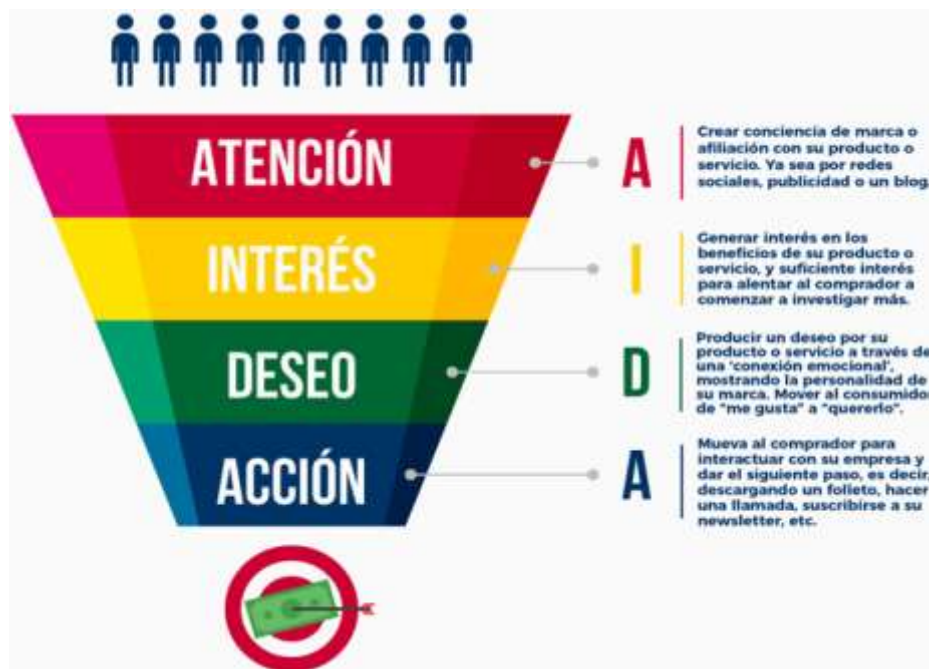 ATENCIÓN
A
Crear conciencia de marca o
afiliación con su producto o
servicio. Ya sea por redes
sociales, publicidad o un blog.
INTERÉS
I
Generar interés en los
beneficios de su producto o
servicio, y suficiente interés
para alentar al comprador a
comenzar a investigar más.
DESEO
D
Producir un deseo por su
producto o servicio a través de
una 'conexión emocional',
mostrando la personalidad de
su marca. Mover al consumidor
de "me gusta" a "quererlo".
ACCIÓN
A
Mueva al comprador para
interactuar con su empresa y
dar el siguiente paso, es decir,
descargando un folleto, hacer
una llamada, suscribirse a su
newsletter, etc.